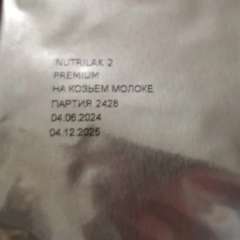 NUTRILAK 2
PREMIUM
НА КОЗЬЕМ МОЛОКЕ
ПАРТИЯ 2428
04.06.2024
04.12.2025